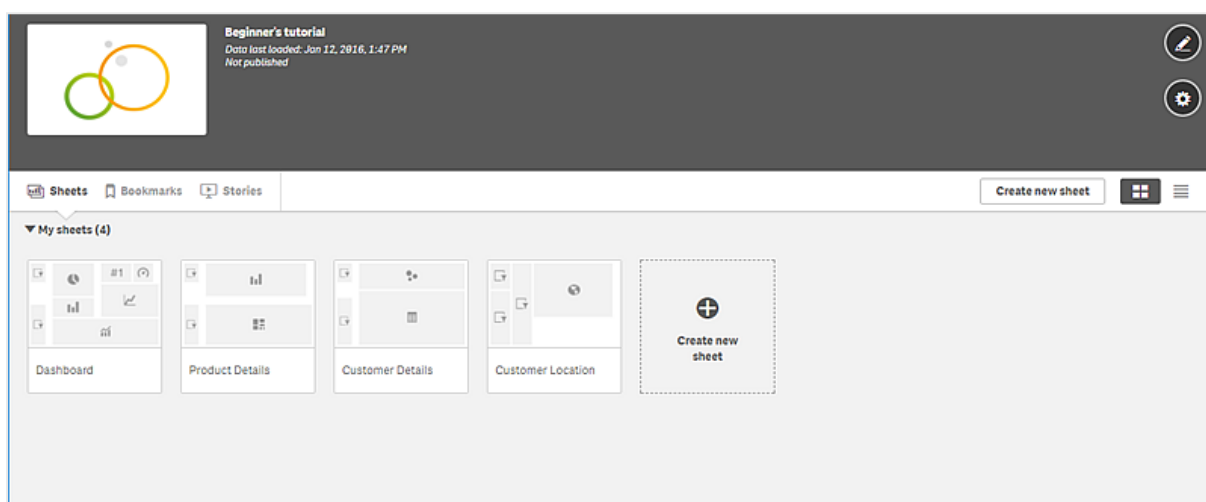 Beginner's tutorial
Data last loaded: Jan 12, 2016, 1:47 PM
Not published
Sheets Bookmarks Stories
Create new sheet
My sheets (4)
#1
Dashboard
Product Details
Customer Details
Customer Location
Create new
sheet